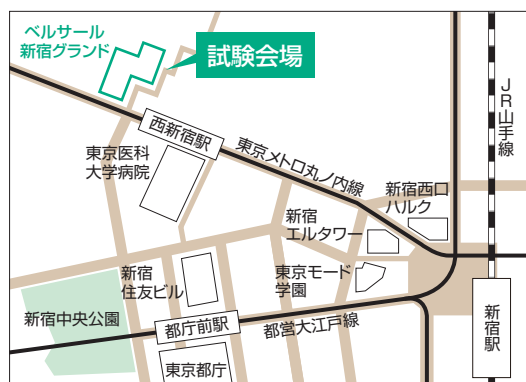 ベルサール
新宿グランド
試験会場
JR山手線
西新宿駅
東京メトロ丸ノ内線
東京医科
大学病院
新宿西口
ハルク
新宿
エルタワー
新宿
住友ビル
東京モード
学園
新宿中央公園
都庁前駅
都営大江戸線
新宿駅
東京都庁